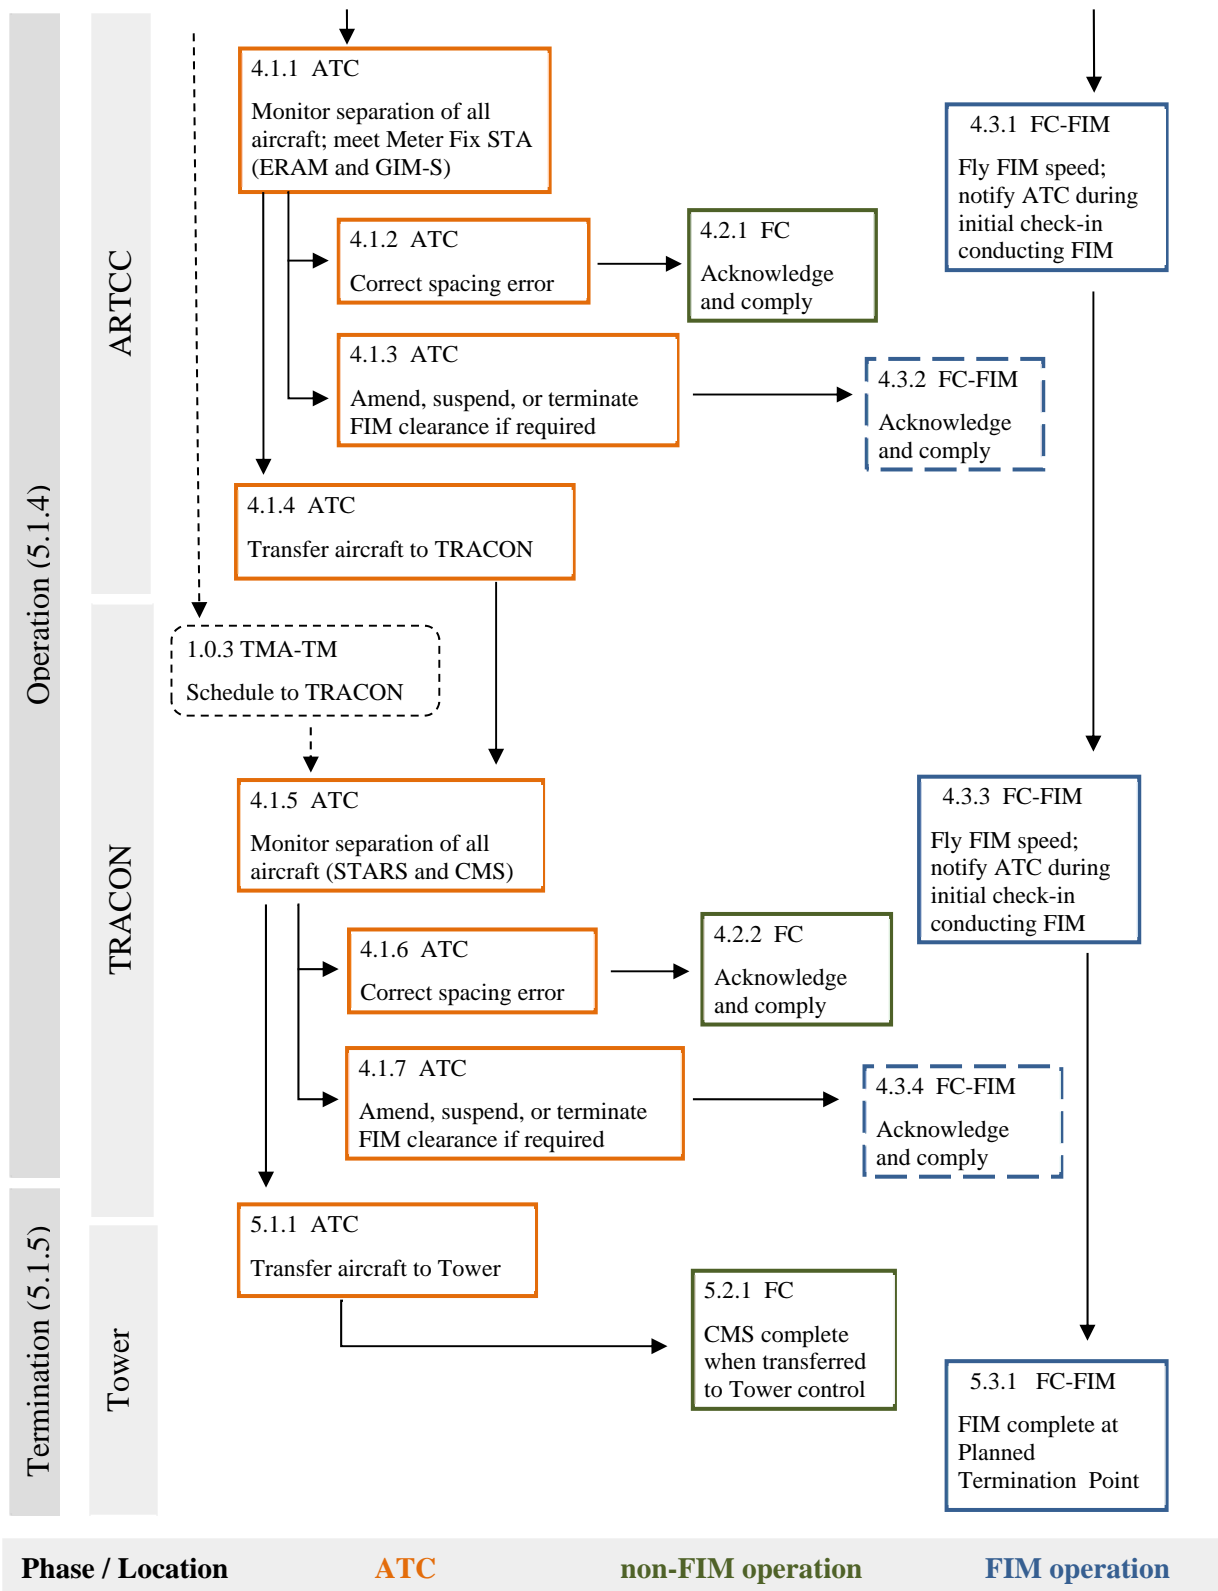 4.1.1 ATC
Monitor separation of all
aircraft; meet Meter Fix STA
(ERAM and GIM-S)
4.3.1 FC-FIM
Fly FIM speed;
notify ATC during
initial check-in
conducting FIM
4.1.2 ATC
Correct spacing error
4.2.1 FC
Acknowledge
and comply
ARTCC
4.1.3 ATC
Amend, suspend, or terminate
FIM clearance if required
4.3.2 FC-FIM
Acknowledge
and comply
4.1.4 ATC
Transfer aircraft to TRACON
Operation (5.1.4)
1.0.3 TMA-TM
Schedule to TRACON
4.1.5 ATC
Monitor separation of all
aircraft (STARS and CMS)
4.3.3 FC-FIM
Fly FIM speed;
notify ATC during
initial check-in
conducting FIM
TRACON
4.1.6 ATC
Correct spacing error
4.2.2 FC
Acknowledge
and comply
4.1.7 ATC
Amend, suspend, or terminate
FIM clearance if required
4.3.4 FC-FIM
Acknowledge
and comply
5.1.1 ATC
Transfer aircraft to Tower
Termination (5.1.5)
Tower
5.2.1 FC
CMS complete
when transferred
to Tower control
5.3.1 FC-FIM
FIM complete at
Planned
Termination Point
Phase / Location ATC non-FIM operation FIM operation